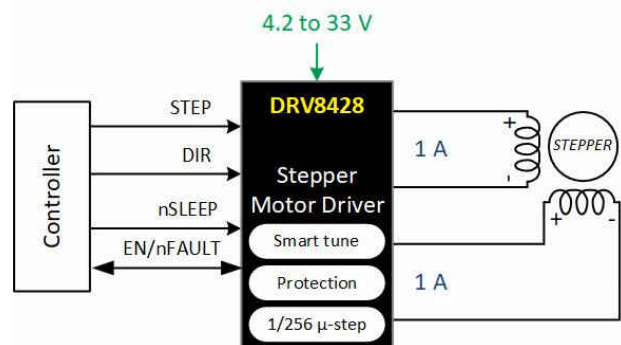 4.2 to 33 V
DRV8428
Controller
STEP
DIR
nSLEEP
EN/nFAULT
Stepper
Motor Driver
Smart tune
Protection
1/256 μ-step
1 A
1 A
+
-
STEPPER
+
-